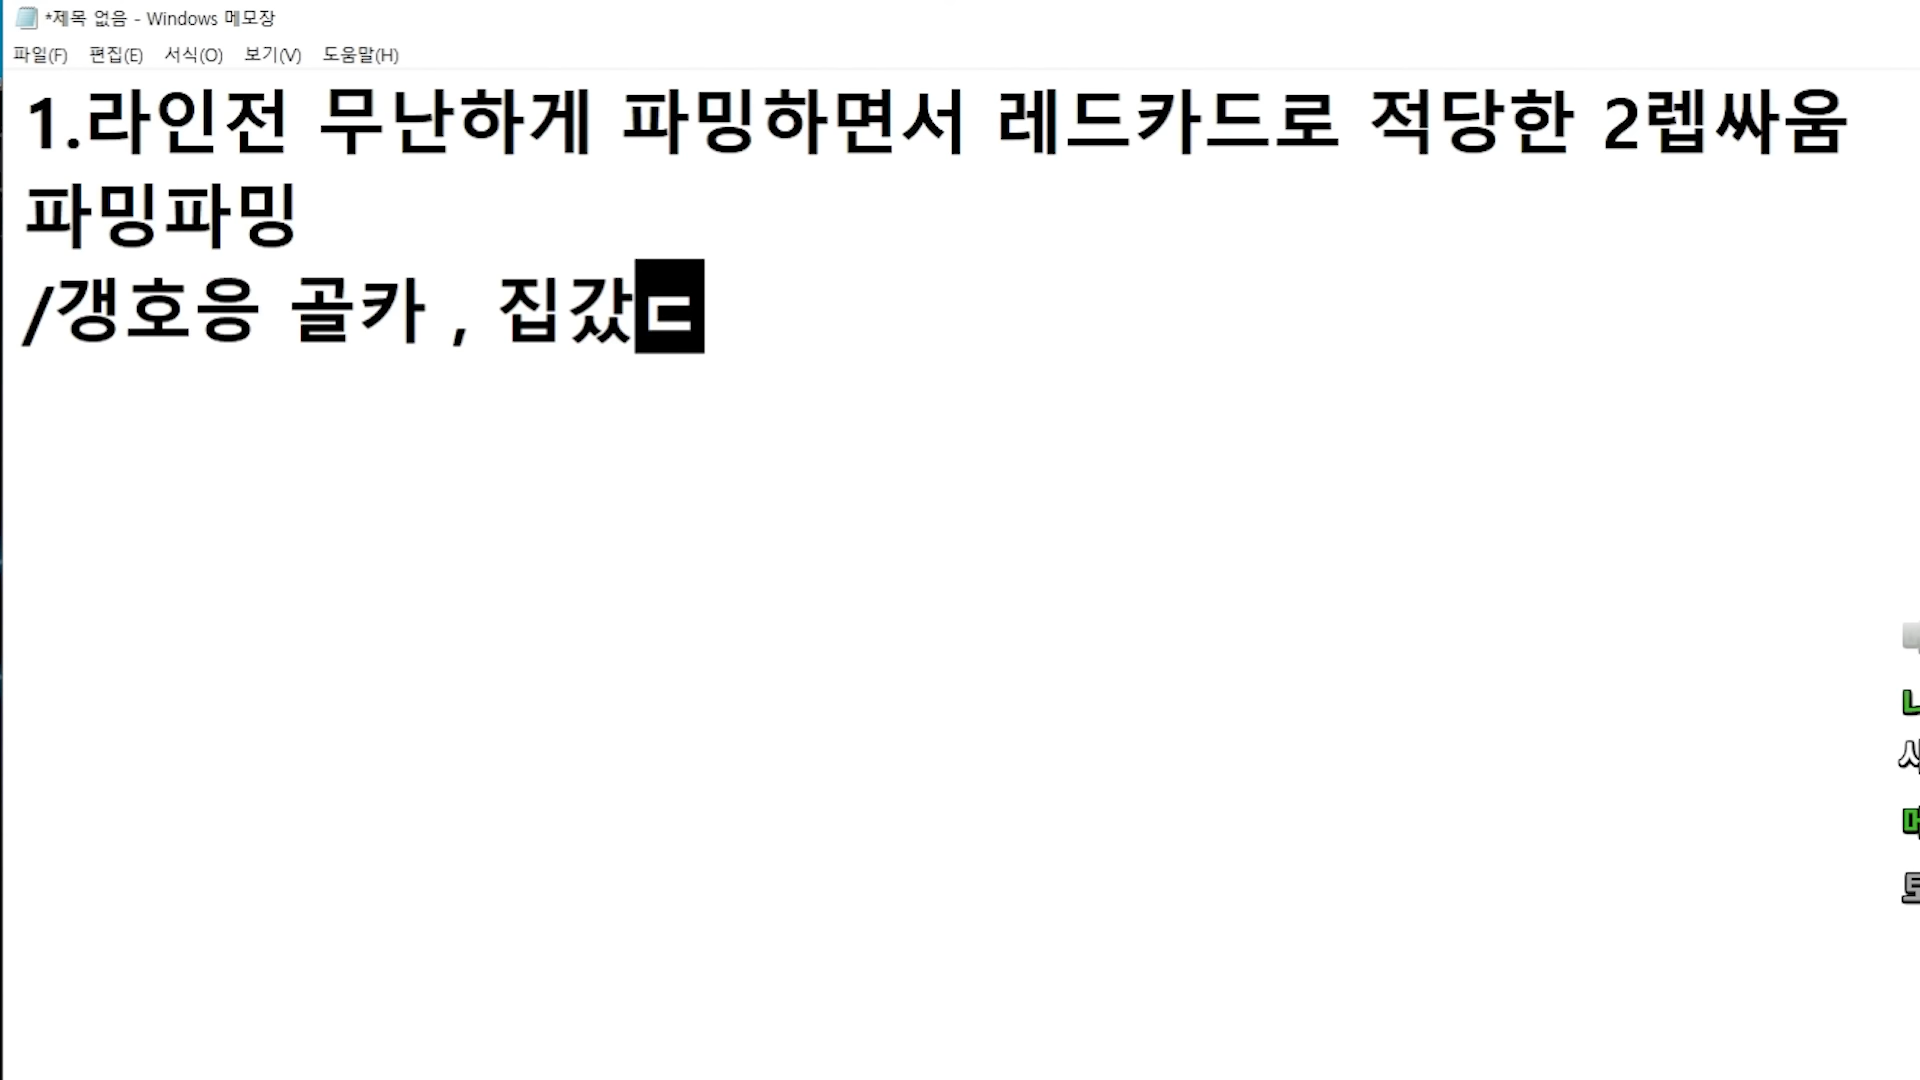 *제목 없음 - Windows 메모장
파일(F) 편집(E) 서식(O) 보기(V) 도움말(H)
1.라인전 무난하게 파밍하면서 레드카드로 적당한 2렙싸움
파밍파밍
/갱호응 골카 , 집갔ㄷ